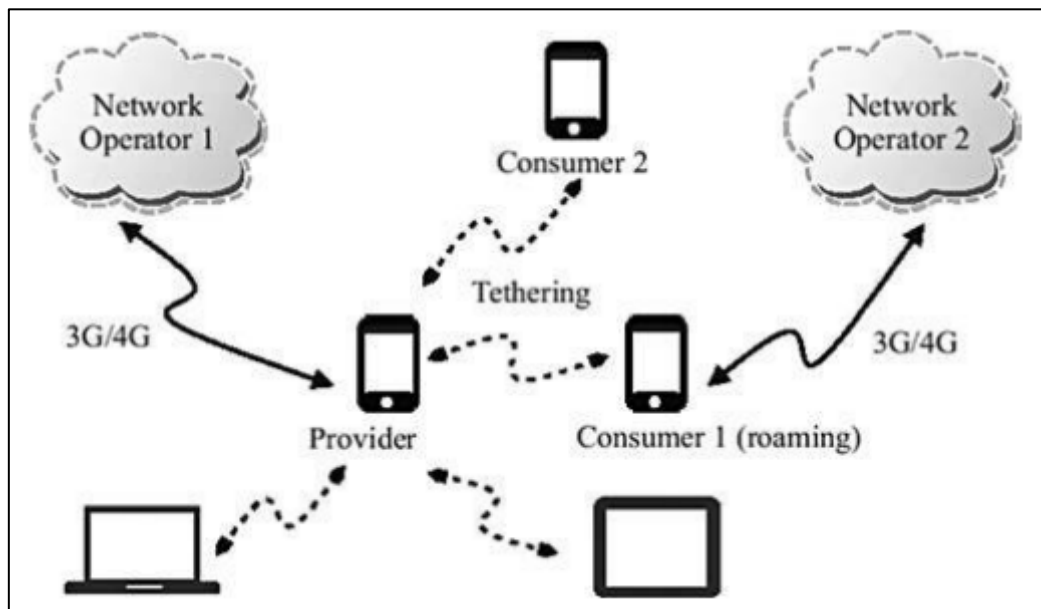 Network
Operator 1
Network
Operator 2
Consumer 2
Tethering
3G/4G
3G/4G
Provider
Consumer 1 (roaming)